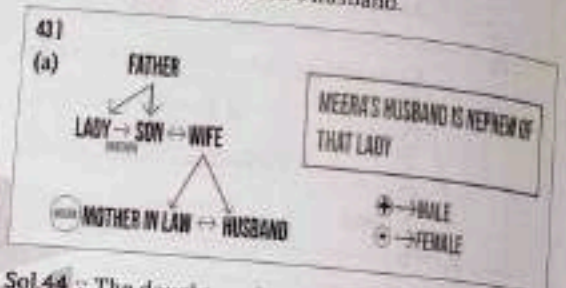 husband.
43)
(a) FATHER
MEERA'S HUSBAND IS NEPHEW OF
THAT LADY
LADY → SON ↔ WIFE
MOTHER IN LAW ↔ HUSBAND
+ → MALE
- → FEMALE
Sol 44 :- The